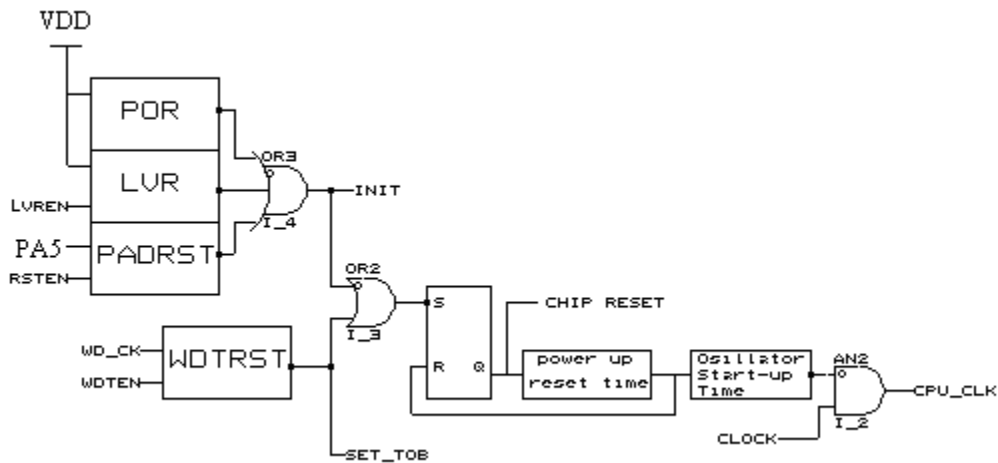 VDD
POR
OR3
LVR
INIT
LVREN
I_4
PA5
PADRST
RSTEN
OR2
S
CHIP RESET
I_3
WD_CK
WDTRST
R
Q
power up
reset time
Osillator
Start-up
Time
AN2
WDTEN
CPU_CLK
I_2
CLOCK
SET_TOB